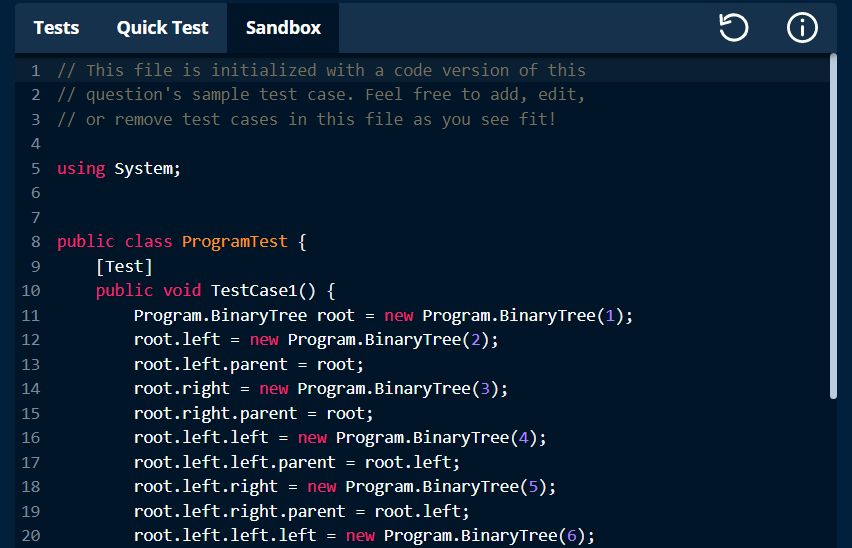 Tests Quick Test Sandbox
1 // This file is initialized with a code version of this
2 // question's sample test case. Feel free to add, edit,
3 // or remove test cases in this file as you see fit!
4
5 using System;
6
7
8 public class ProgramTest {
9 [Test]
10 public void TestCase1() {
11 Program.BinaryTree root = new Program.BinaryTree(1);
12 root.left = new Program.BinaryTree(2);
13 root.left.parent = root;
14 root.right = new Program.BinaryTree(3);
15 root.right.parent = root;
16 root.left.left = new Program.BinaryTree(4);
17 root.left.left.parent = root.left;
18 root.left.right = new Program.BinaryTree(5);
19 root.left.right.parent = root.left;
20 root.left.left.left = new Program.BinaryTree(6);